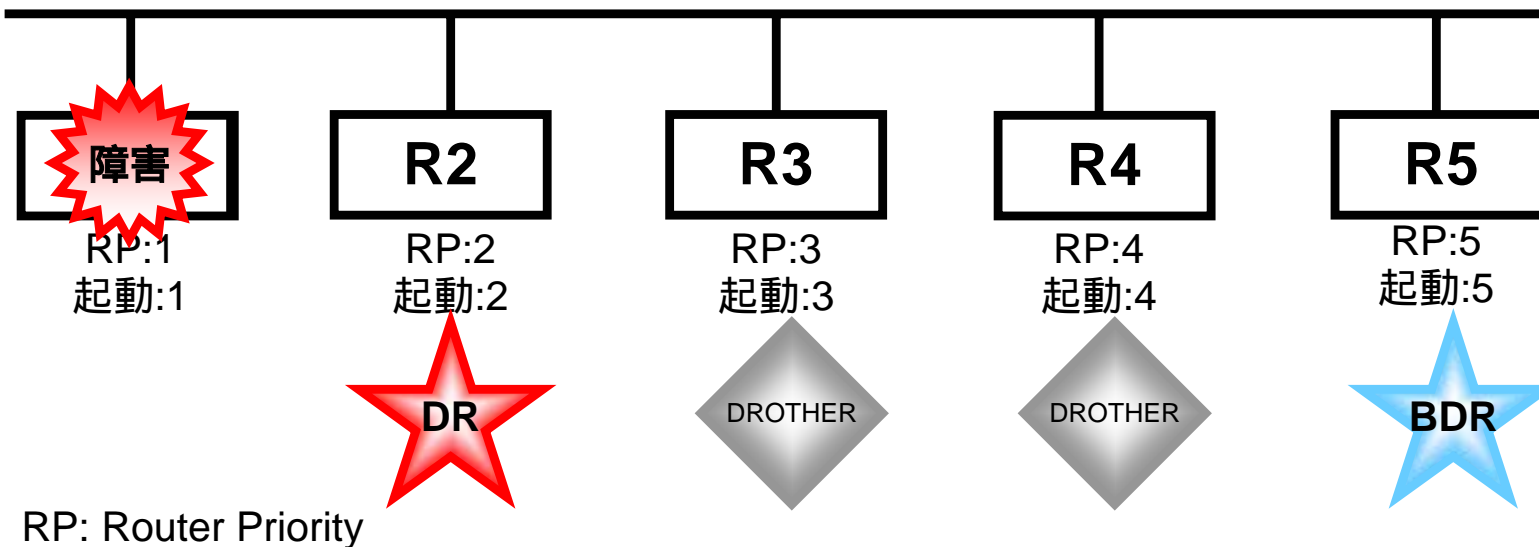 障害
R2
R3
R4
R5
RP:1
起動:1
RP:2
起動:2
RP:3
起動:3
RP:4
起動:4
RP:5
起動:5
DR
DROTHER
DROTHER
BDR
RP: Router Priority